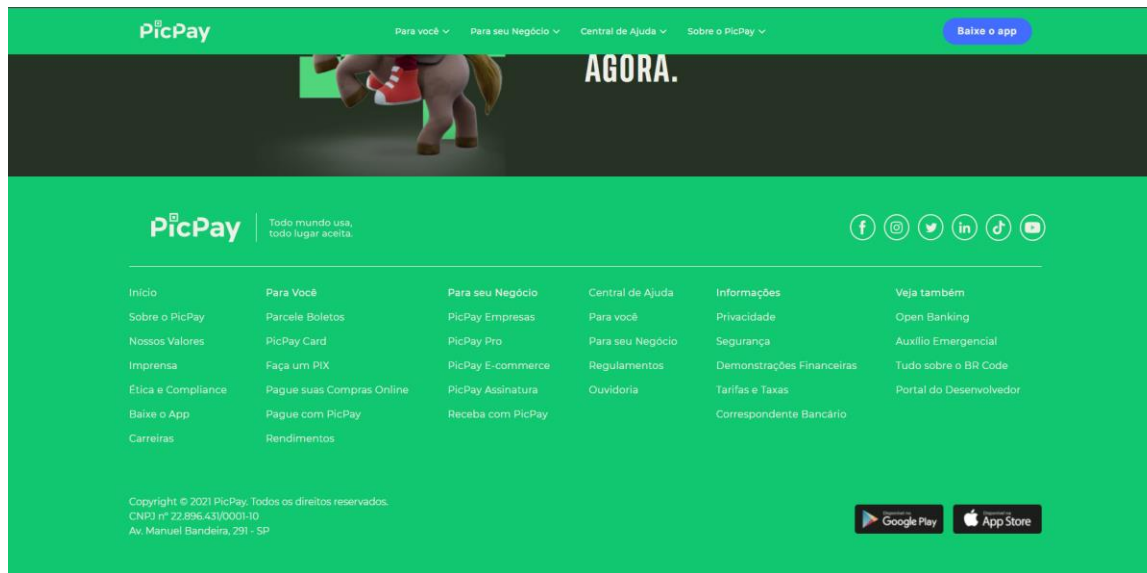 PicPay
Para você
Para seu Negócio
Central de Ajuda
Sobre o PicPay
Baixe o app
AGORA.
PicPay
Todo mundo usa,
todo lugar aceita.
Início
Sobre o PicPay
Nossos Valores
Imprensa
Ética e Compliance
Baixe o App
Carreiras
Para Você
Parcele Boletos
PicPay Card
Faça um PIX
Pague suas Compras Online
Pague com PicPay
Rendimentos
Para seu Negócio
PicPay Empresas
PicPay Pro
PicPay E-commerce
PicPay Assinatura
Receba com PicPay
Central de Ajuda
Para você
Para seu Negócio
Regulamentos
Ouvidoria
Informações
Privacidade
Segurança
Demonstrações Financeiras
Tarifas e Taxas
Correspondente Bancário
Veja também
Open Banking
Auxílio Emergencial
Tudo sobre o BR Code
Portal do Desenvolvedor
Copyright © 2021 PicPay. Todos os direitos reservados.
CNPJ nº 22.896.431/0001-10
Av. Manuel Bandeira, 291 - SP
Google Play
App Store